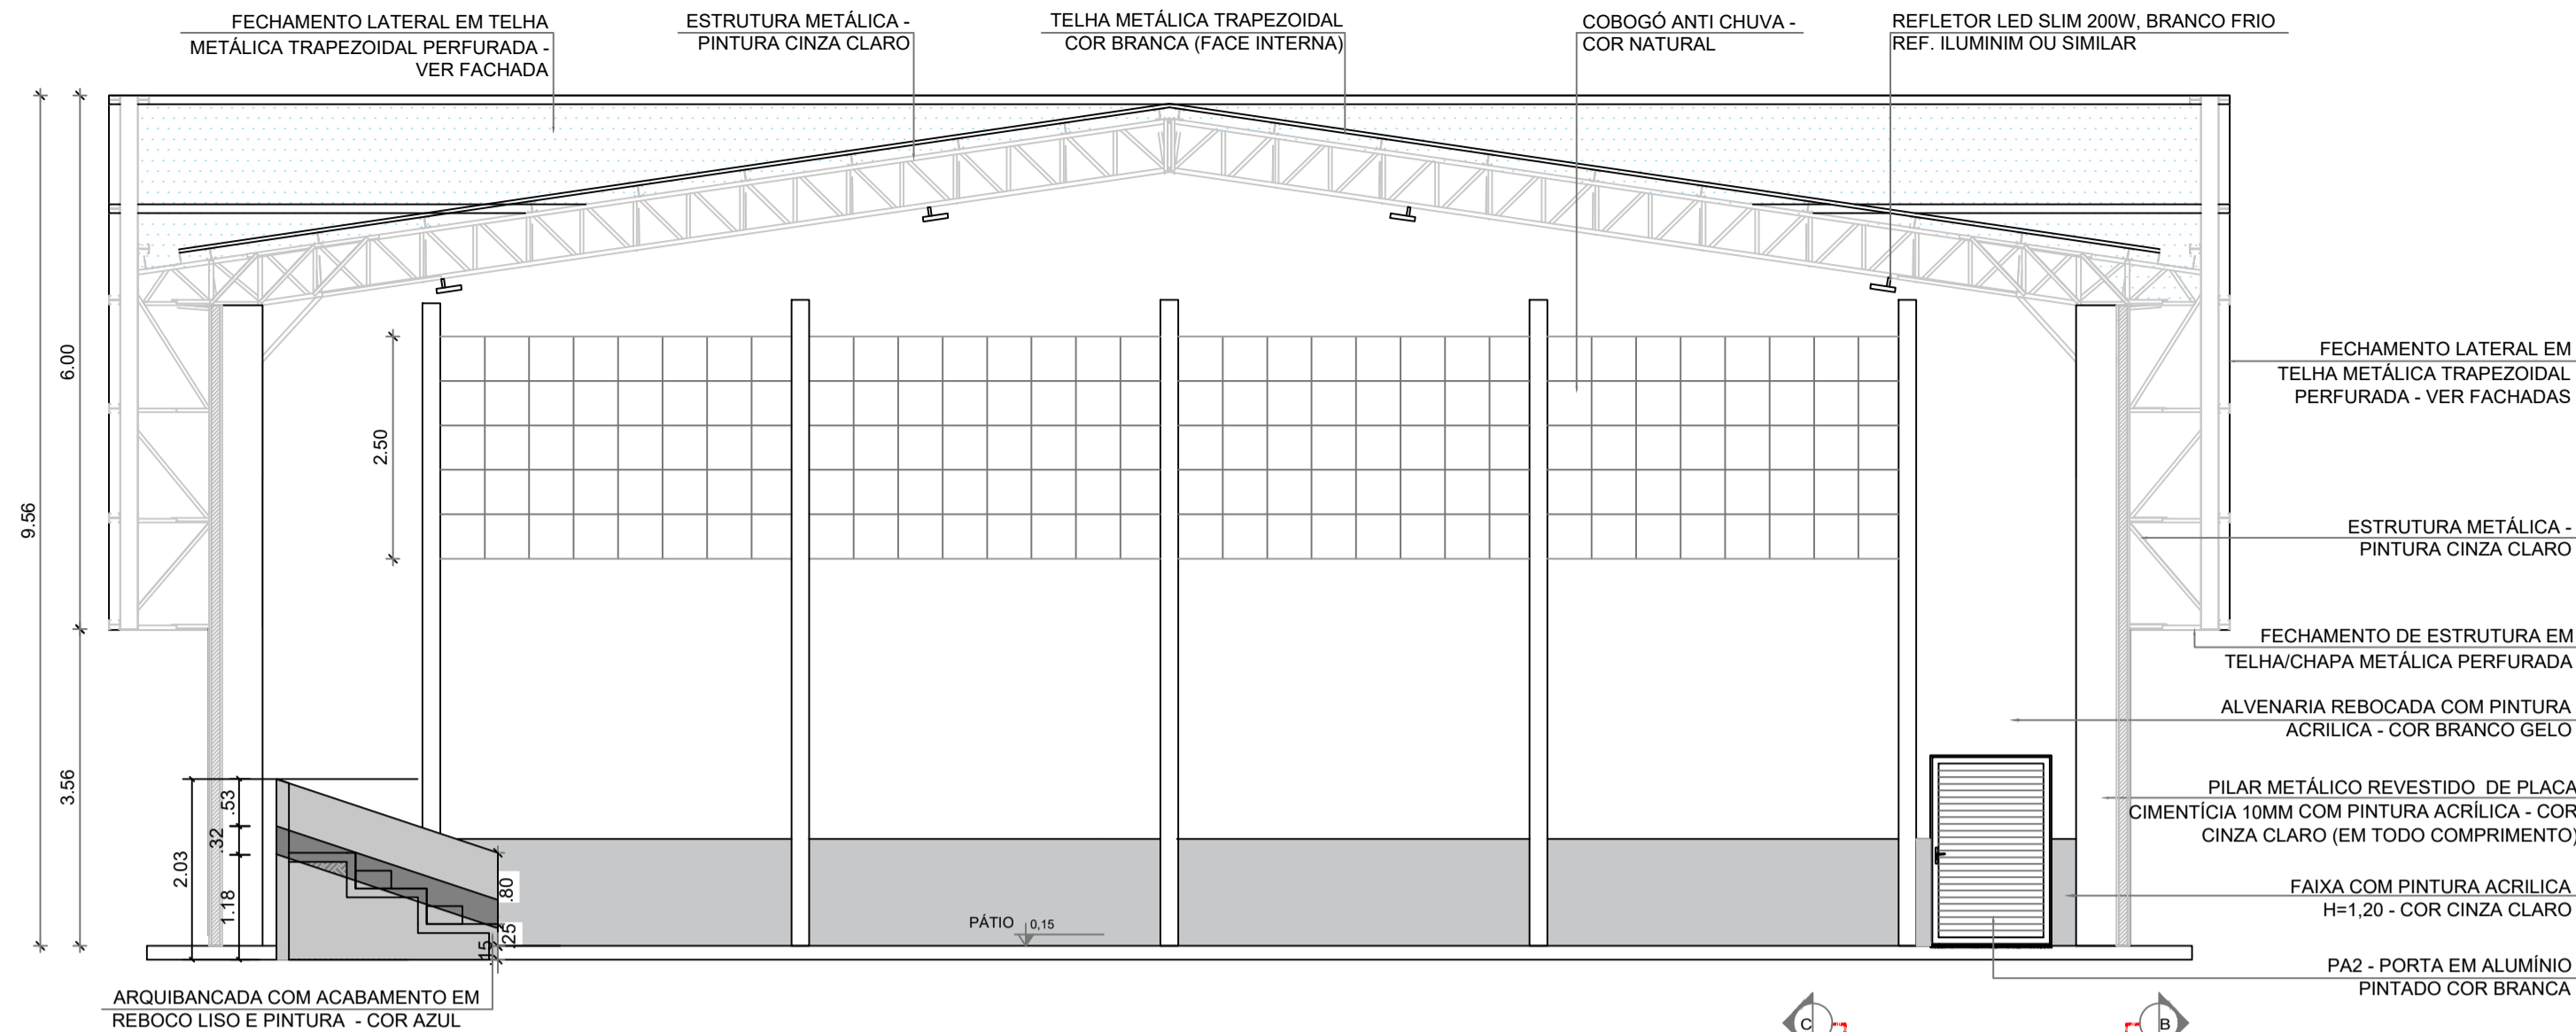 FECHAMENTO LATERAL EM TELHA
METÁLICA TRAPEZOIDAL PERFURADA -
VER FACHADA
ESTRUTURA METÁLICA -
PINTURA CINZA CLARO
TELHA METÁLICA TRAPEZOIDAL
COR BRANCA (FACE INTERNA)
COBOGÓ ANTI CHUVA -
COR NATURAL
REFLETOR LED SLIM 200W, BRANCO FRIO
REF. ILUMINIM OU SIMILAR
6.00
9.56
3.56
2.50
FECHAMENTO LATERAL EM
TELHA METÁLICA TRAPEZOIDAL
PERFURADA - VER FACHADAS
ESTRUTURA METÁLICA -
PINTURA CINZA CLARO
FECHAMENTO DE ESTRUTURA EM
TELHA/CHAPA METÁLICA PERFURADA
ALVENARIA REBOCADA COM PINTURA
ACRILICA - COR BRANCO GELO
PILAR METÁLICO REVESTIDO  DE PLACA
CIMENTÍCIA 10MM COM PINTURA ACRÍLICA - COR
CINZA CLARO (EM TODO COMPRIMENTO)
FAIXA COM PINTURA ACRILICA
H=1,20 - COR CINZA CLARO
PA2 - PORTA EM ALUMÍNIO
PINTADO COR BRANCA
2.03
.53
.32
1.18
.80
.25
.15
PÁTIO 0,15
ARQUIBANCADA COM ACABAMENTO EM
REBOCO LISO E PINTURA  - COR AZUL
C
B